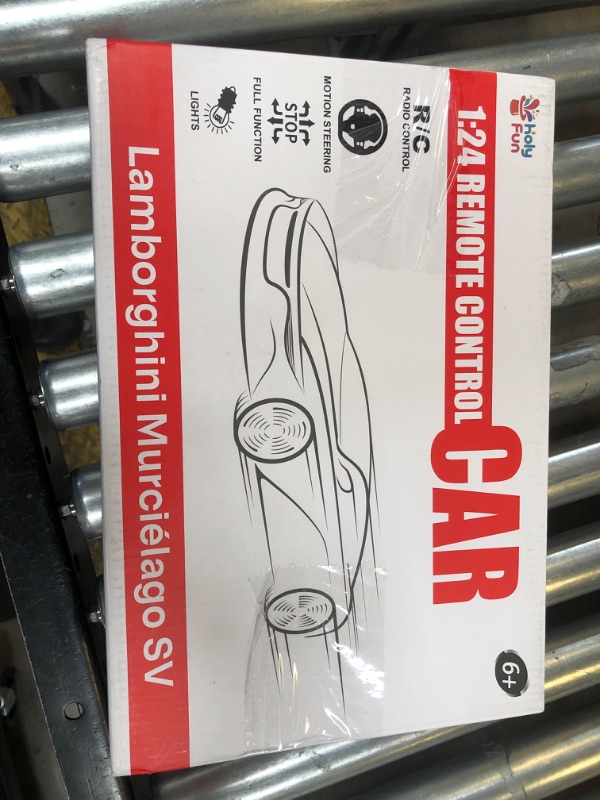 Holy
Fun
1:24 REMOTE CONTROL CAR
6+
R/C
RADIO CONTROL
MOTION STEERING
STOP
FULL FUNCTION
LIGHTS
Lamborghini Murciélago SV